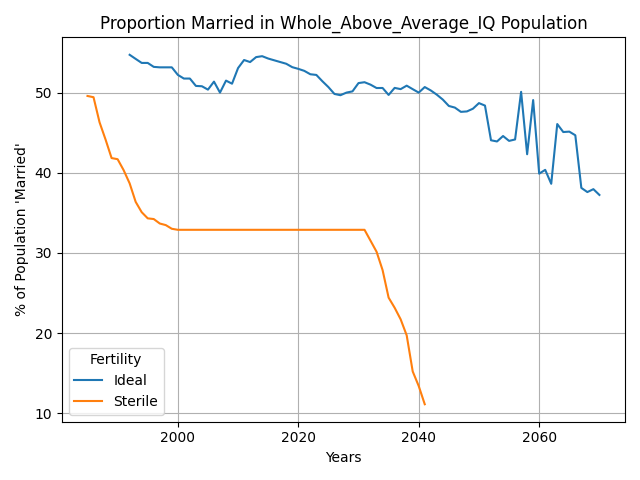 Proportion Married in Whole_Above_Average_IQ Population
% of Population 'Married'
50
40
30
20
10
Fertility
Ideal
Sterile
2000 2020 2040 2060
Years